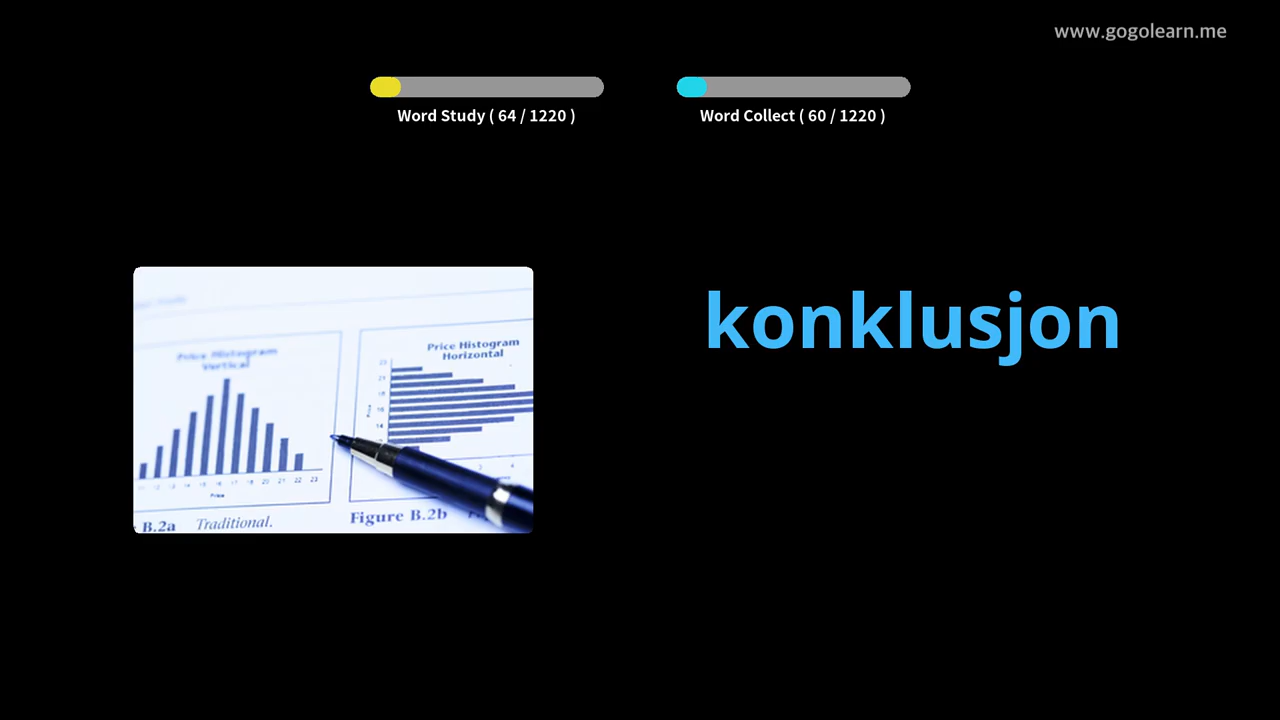 www.gogolearn.me
Word Study ( 64 / 1220 )
Word Collect ( 60 / 1220 )
konklusjon
Price Histogram
Vertical
Price Histogram
Horizontal
Price
B.2a Traditional.
Figure B.2b